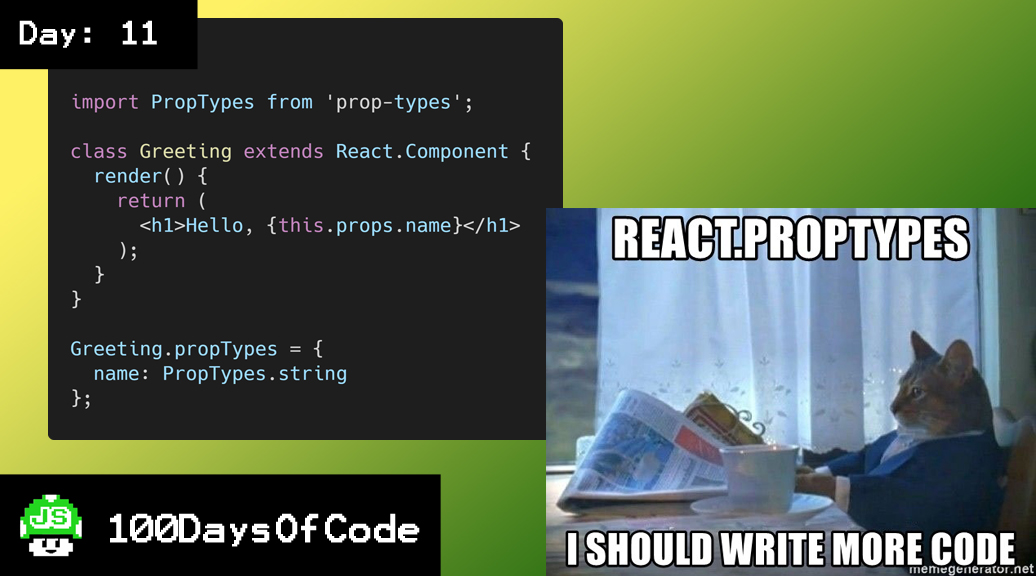 Day: 11
import PropTypes from 'prop-types';
class Greeting extends React.Component {
render() {
return (
<h1>Hello, {this.props.name}</h1>
);
}
}
Greeting.propTypes = {
name: PropTypes.string
};
REACT.PROPTYPES
I SHOULD WRITE MORE CODE
memegenerator.net
JS
100DaysOfCode